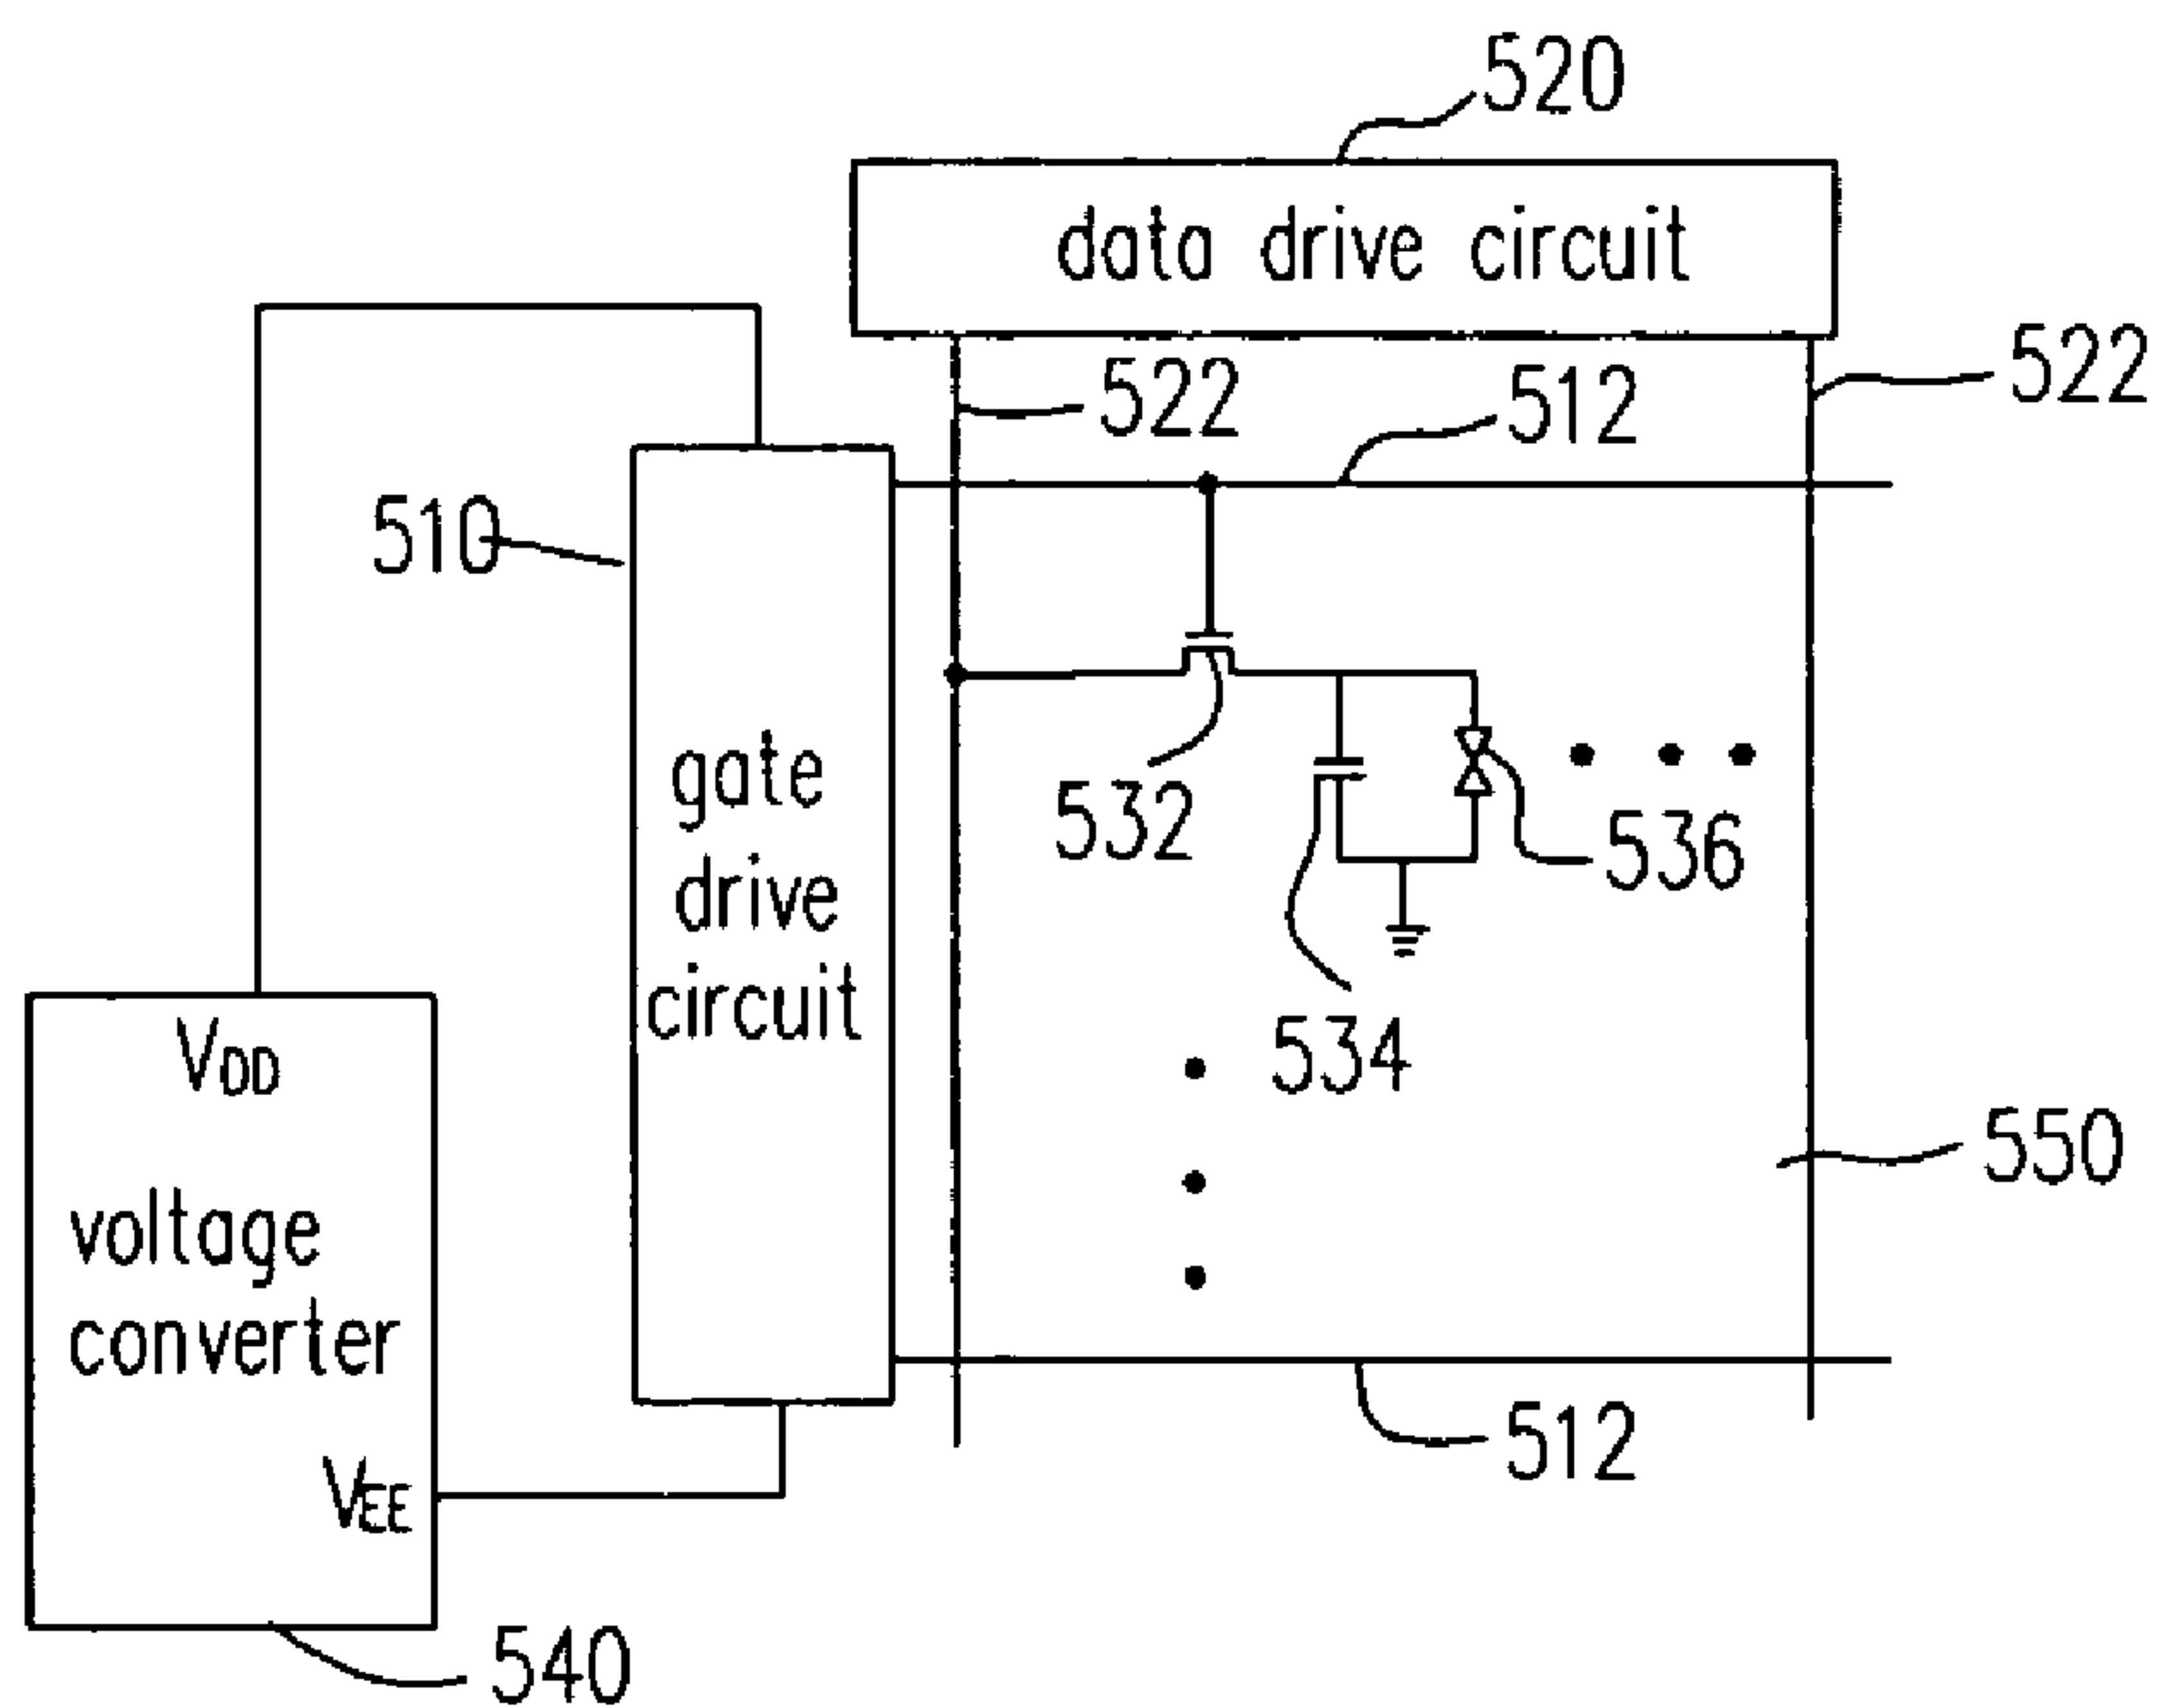 520
data drive circuit
522
512
522
510
gate
drive
circuit
532
536
534
VDD
voltage
converter
VEE
550
512
540